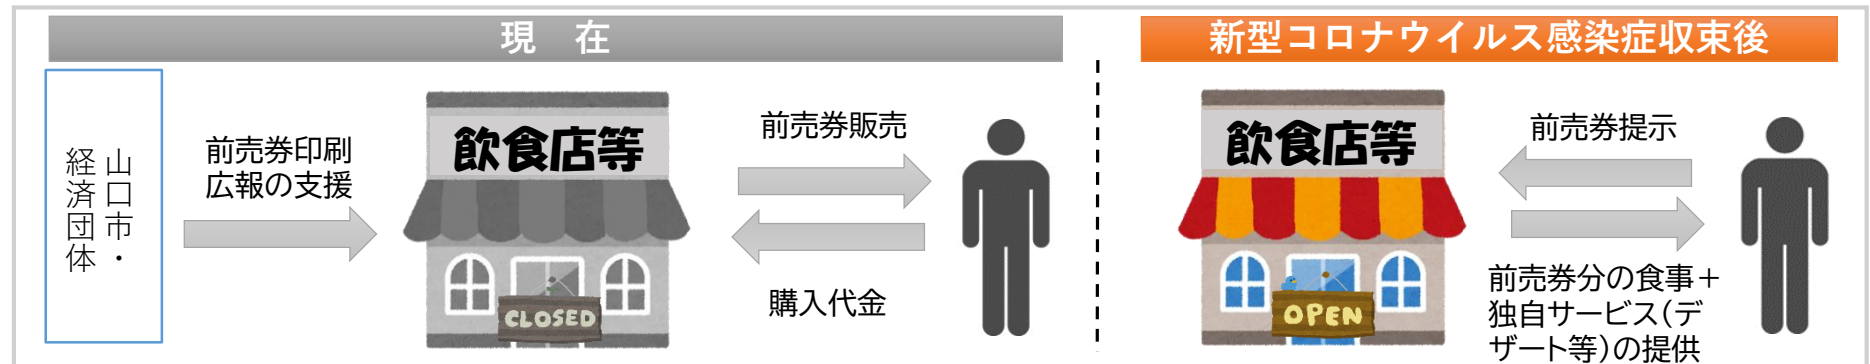 現　在
山口市・
経済団体
前売券印刷
広報の支援
飲食店等
CLOSED
前売券販売
購入代金
新型コロナウイルス感染症収束後
飲食店等
OPEN
前売券提示
前売券分の食事＋
独自サービス（デ
ザート等）の提供